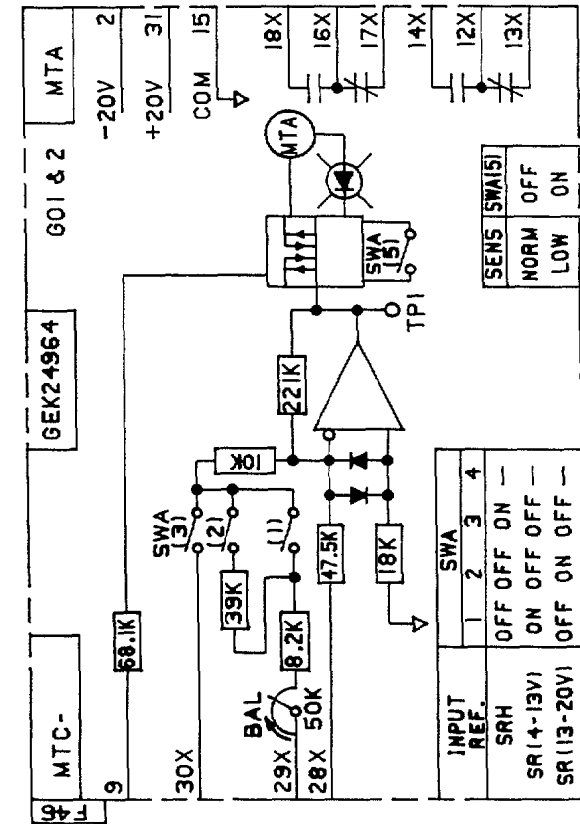 MTC-
GEK24964
G01 & 2
MTA
F46
9
68.1K
-20V 2
+20V 31
COM 15
30X
SWA
(3)
(2)
(1)
10K
39K
8.2K
BAL
50K
29X
28X
47.5K
18K
221K
TP1
SWA
(5)
MTA
18X
16X
17X
14X
12X
13X
SENS SWA(5)
NORM OFF
LOW ON
INPUT REF. SWA
1 2 3 4
SRH OFF OFF ON —
SR(4-13V) ON OFF OFF —
SR(13-20V) OFF ON OFF —